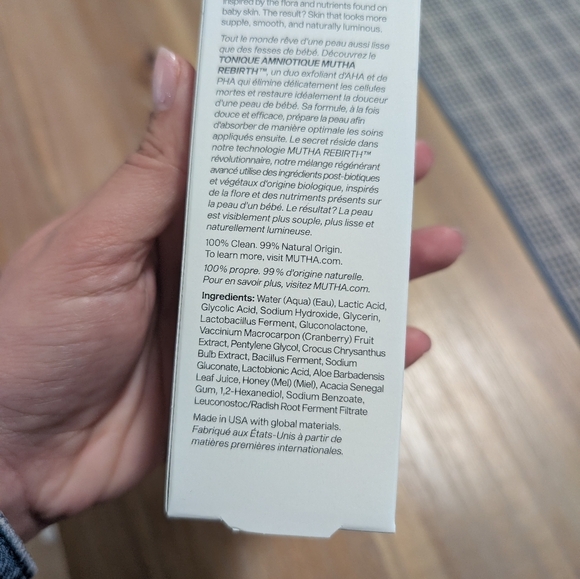 inspired by the flora and nutrients found on
baby skin. The result? Skin that looks more
supple, smooth, and naturally luminous.
Tout le monde rêve d'une peau aussi lisse
que des fesses de bébé. Découvrez le
TONIQUE AMNIOTIQUE MUTHA
REBIRTH™, un duo exfoliant d'AHA et de
PHA qui élimine délicatement les cellules
mortes et restaure idéalement la douceur
d'une peau de bébé. Sa formule, à la fois
douce et efficace, prépare la peau afin
d'absorber de manière optimale les soins
appliqués ensuite. Le secret réside dans
notre technologie MUTHA REBIRTH™
révolutionnaire, notre mélange régénérant
avancé utilise des ingrédients post-biotiques
et végétaux d'origine biologique, inspirés
de la flore et des nutriments présents sur
la peau d'un bébé. Le résultat? La peau
est visiblement plus souple, plus lisse et
naturellement lumineuse.
100% Clean. 99% Natural Origin.
To learn more, visit MUTHA.com.
100% propre. 99% d'origine naturelle.
Pour en savoir plus, visitez MUTHA.com.
Ingredients: Water (Aqua) (Eau), Lactic Acid,
Glycolic Acid, Sodium Hydroxide, Glycerin,
Lactobacillus Ferment, Gluconolactone,
Vaccinium Macrocarpon (Cranberry) Fruit
Extract, Pentylene Glycol, Crocus Chrysanthus
Bulb Extract, Bacillus Ferment, Sodium
Gluconate, Lactobionic Acid, Aloe Barbadensis
Leaf Juice, Honey (Mel) (Miel), Acacia Senegal
Gum, 1,2-Hexanediol, Sodium Benzoate,
Leuconostoc/Radish Root Ferment Filtrate
Made in USA with global materials.
Fabriqué aux États-Unis à partir de
matières premières internationales.